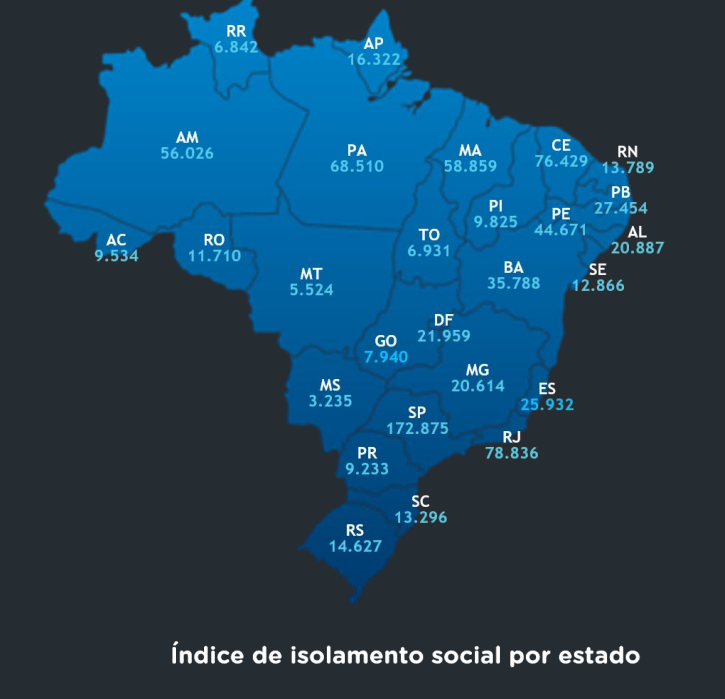 RR
6.842
AP
16.322
AM
56.026
PA
68.510
MA
58.859
CE
76.429
RN
13.789
PB
27.454
PI
9.825
PE
44.671
AL
20.887
AC
9.534
RO
11.710
TO
6.931
MT
5.524
BA
35.788
SE
12.866
DF
21.959
GO
7.940
MG
20.614
MS
3.235
ES
25.932
SP
172.875
RJ
78.836
PR
9.233
SC
13.296
RS
14.627
Índice de isolamento social por estado